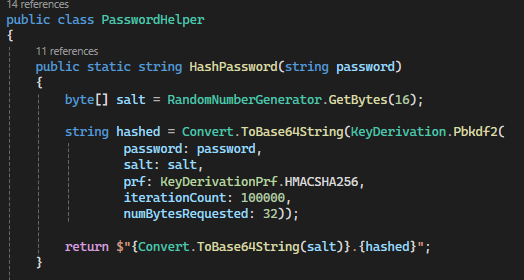 14 references
public class PasswordHelper
{
11 references
public static string HashPassword(string password)
{
byte[] salt = RandomNumberGenerator.GetBytes(16);
string hashed = Convert.ToBase64String(KeyDerivation.Pbkdf2(
password: password,
salt: salt,
prf: KeyDerivationPrf.HMACSHA256,
iterationCount: 100000,
numBytesRequested: 32));
return $"{Convert.ToBase64String(salt)}.{hashed}";
}